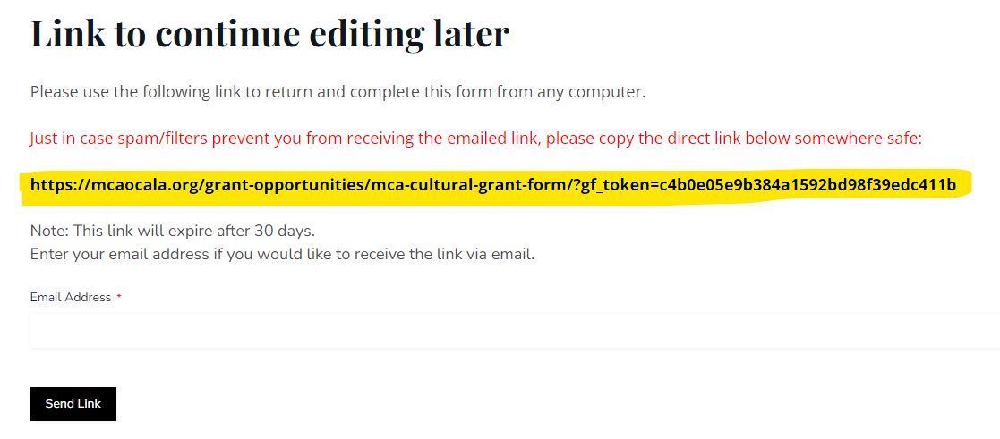 Link to continue editing later
Please use the following link to return and complete this form from any computer.
Just in case spam/filters prevent you from receiving the emailed link, please copy the direct link below somewhere safe:
https://mcaocala.org/grant-opportunities/mca-cultural-grant-form/?gf_token=c4b0e05e9b384a1592bd98f39edc411b
Note: This link will expire after 30 days.
Enter your email address if you would like to receive the link via email.
Email Address *
Send Link